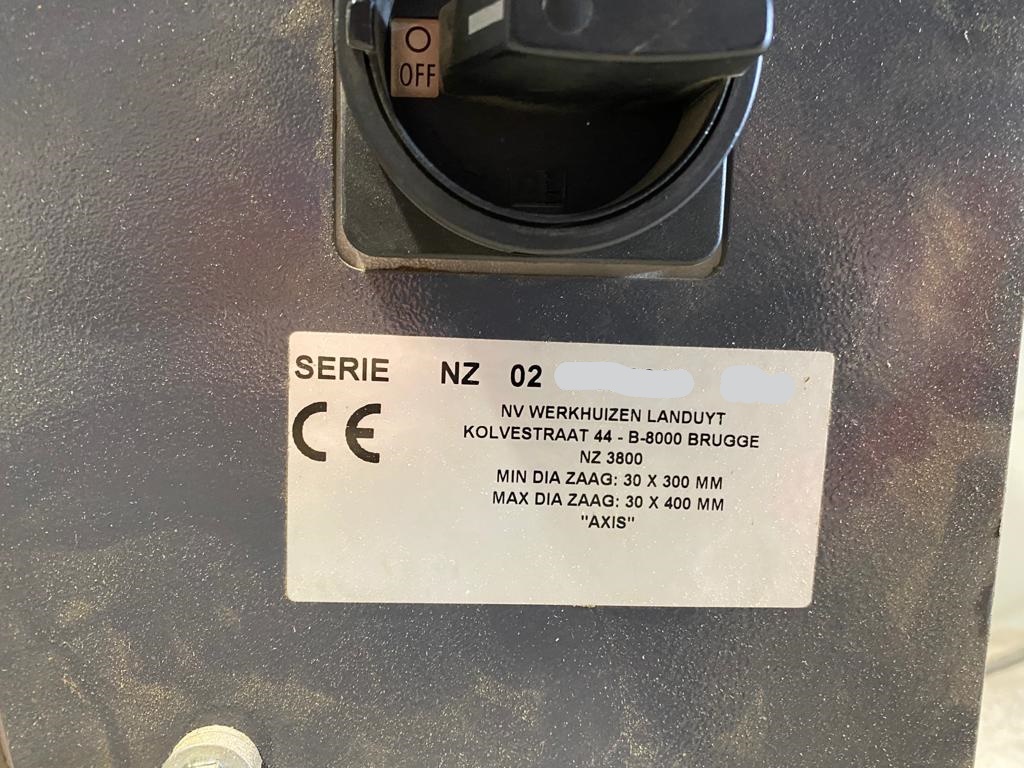 O
OFF
SERIE NZ 02
CE
NV WERKHUIZEN LANDUYT
KOLVESTRAAT 44 - B-8000 BRUGGE
NZ 3800
MIN DIA ZAAG: 30 X 300 MM
MAX DIA ZAAG: 30 X 400 MM
"AXIS"